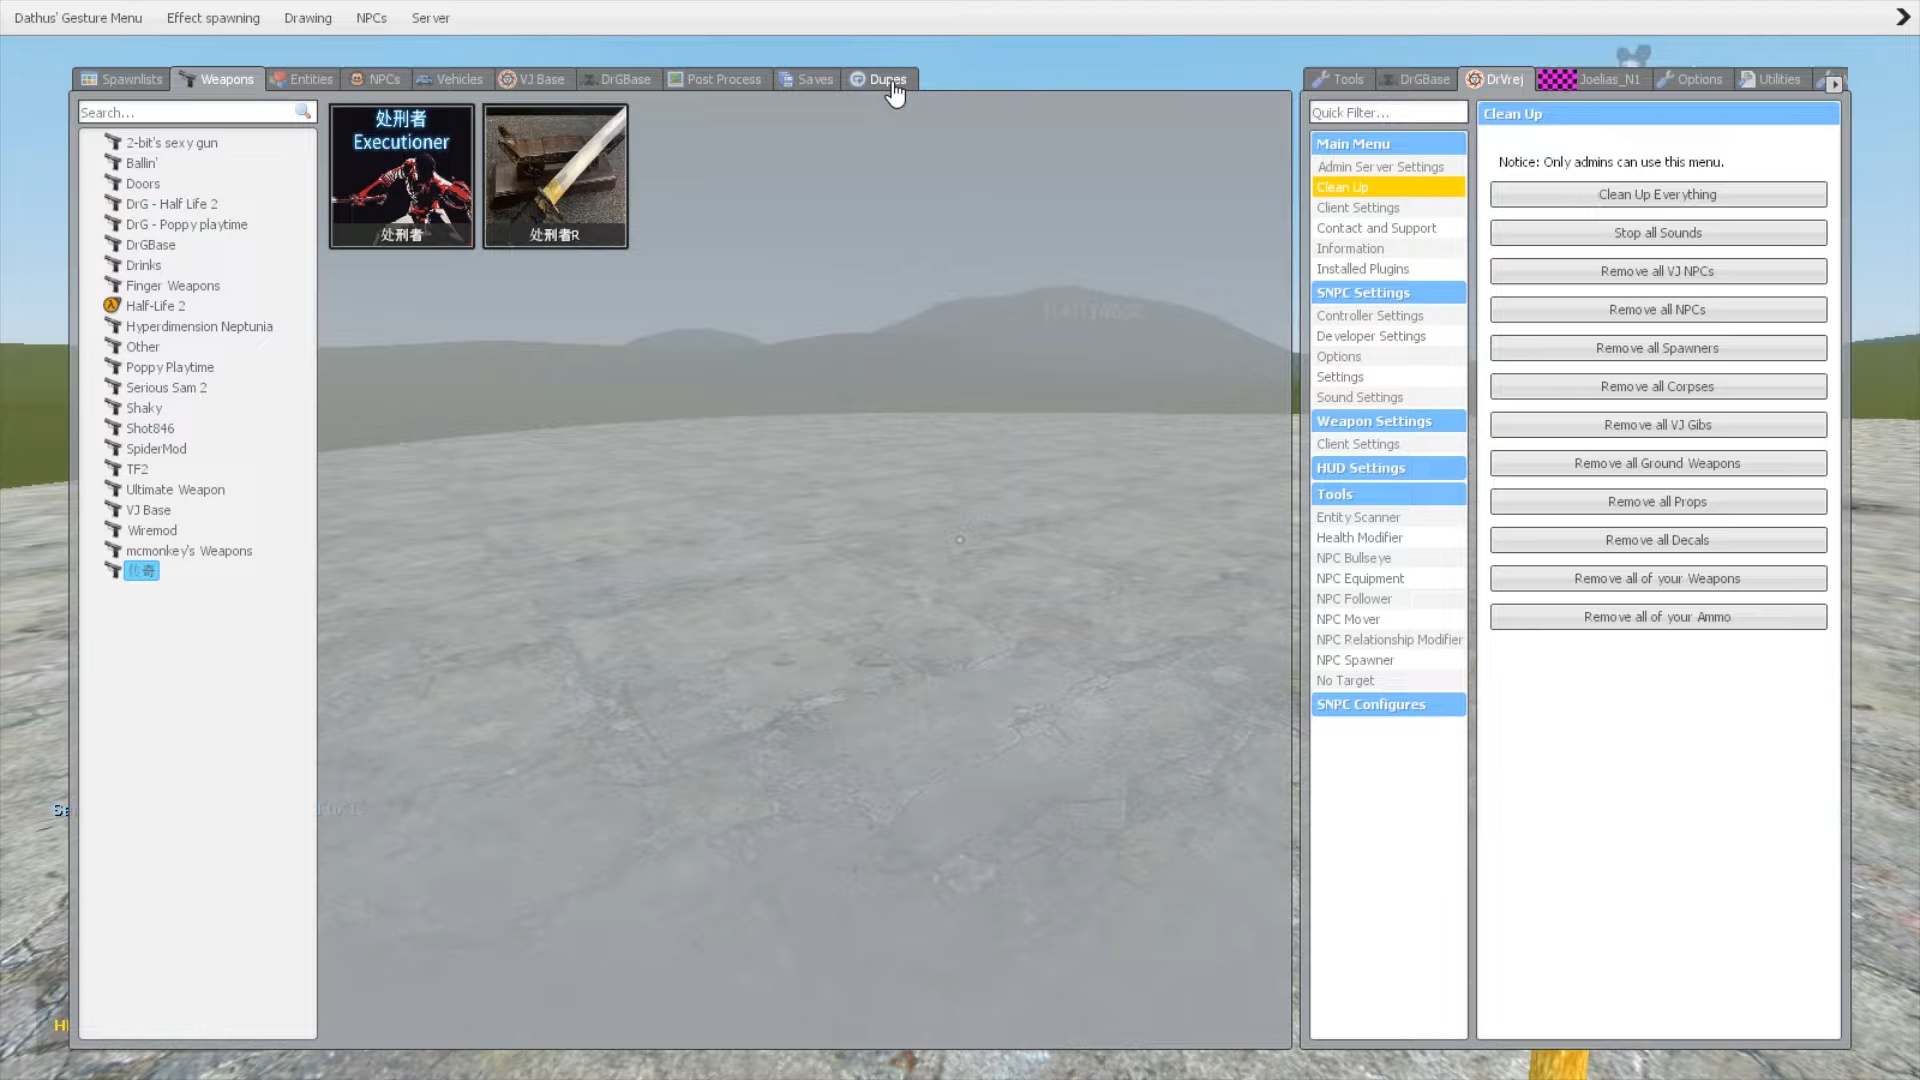 Dathus' Gesture Menu
Effect spawning
Drawing
NPCs
Server
Spawnlists
Weapons
Entities
NPCs
Vehicles
VJ Base
DrGBase
Post Process
Saves
Dupes
Tools
DrGBase
DrVrej
Joelias_N1
Options
Utilities
Search...
2-bit's sexy gun
Ballin'
Doors
DrG - Half Life 2
DrG - Poppy playtime
DrGBase
Drinks
Finger Weapons
Half-Life 2
Hyperdimension Neptunia
Other
Poppy Playtime
Serious Sam 2
Shaky
Shot846
SpiderMod
TF2
Ultimate Weapon
VJ Base
Wiremod
mcmonkey's Weapons
传奇
处刑者
Executioner
处刑者
处刑者R
Quick Filter...
Main Menu
Admin Server Settings
Clean Up
Client Settings
Contact and Support
Information
Installed Plugins
SNPC Settings
Controller Settings
Developer Settings
Options
Settings
Sound Settings
Weapon Settings
Client Settings
HUD Settings
Tools
Entity Scanner
Health Modifier
NPC Bullseye
NPC Equipment
NPC Follower
NPC Mover
NPC Relationship Modifier
NPC Spawner
No Target
SNPC Configures
Clean Up
Notice: Only admins can use this menu.
Clean Up Everything
Stop all Sounds
Remove all VJ NPCs
Remove all NPCs
Remove all Spawners
Remove all Corpses
Remove all VJ Gibs
Remove all Ground Weapons
Remove all Props
Remove all Decals
Remove all of your Weapons
Remove all of your Ammo